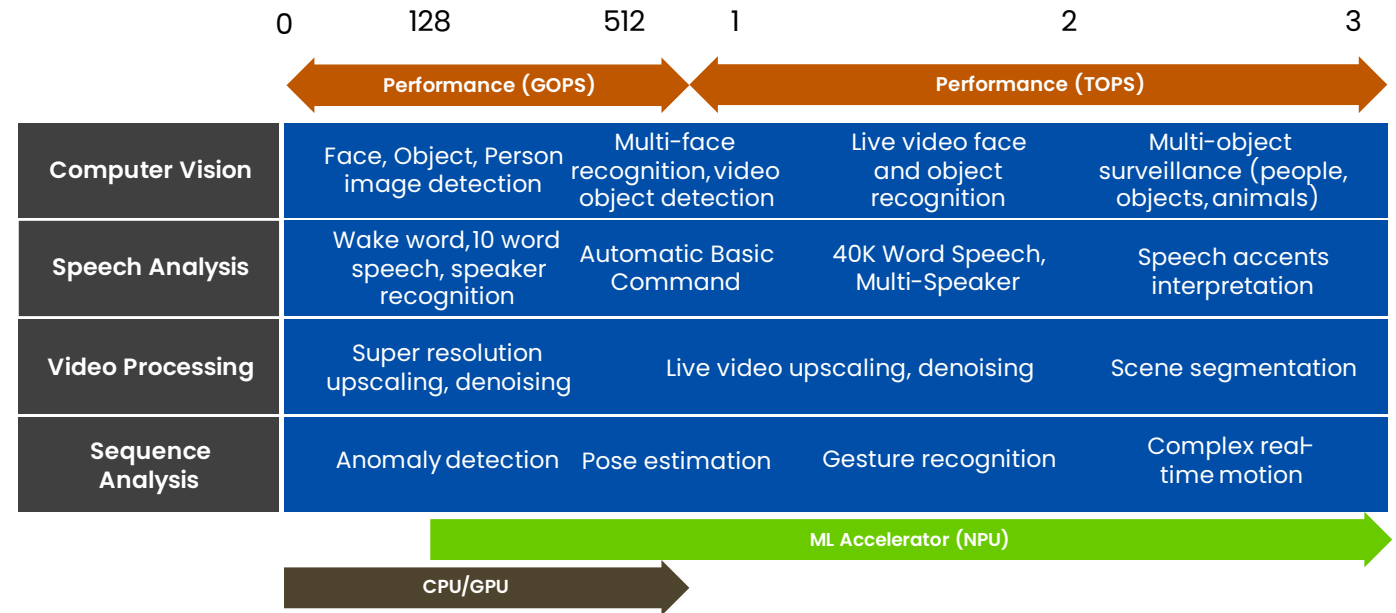 0 128 512 1 2 3
Performance (GOPS)
Performance (TOPS)
Computer Vision
Face, Object, Person
image detection
Multi-face
recognition, video
object detection
Live video face
and object
recognition
Multi-object
surveillance (people,
objects, animals)
Speech Analysis
Wake word, 10 word
speech, speaker
recognition
Automatic Basic
Command
40K Word Speech,
Multi-Speaker
Speech accents
interpretation
Video Processing
Super resolution
upscaling, denoising
Live video upscaling, denoising
Scene segmentation
Sequence
Analysis
Anomaly detection
Pose estimation
Gesture recognition
Complex real-
time motion
ML Accelerator (NPU)
CPU/GPU